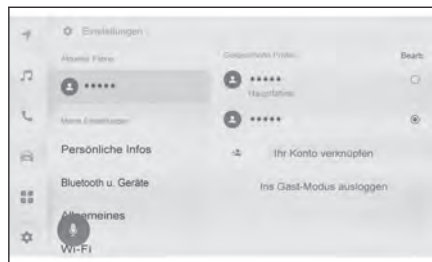 Einstellungen
Aktueller Fahrer
*****
Meine Einstellungen
Persönliche Infos
Bluetooth u. Geräte
Allgemeines
Wi-Fi
Gespeicherte Profile
Bearb.
*****
Hauptfahrer
*****
Ihr Konto verknüpfen
Ins Gast-Modus ausloggen